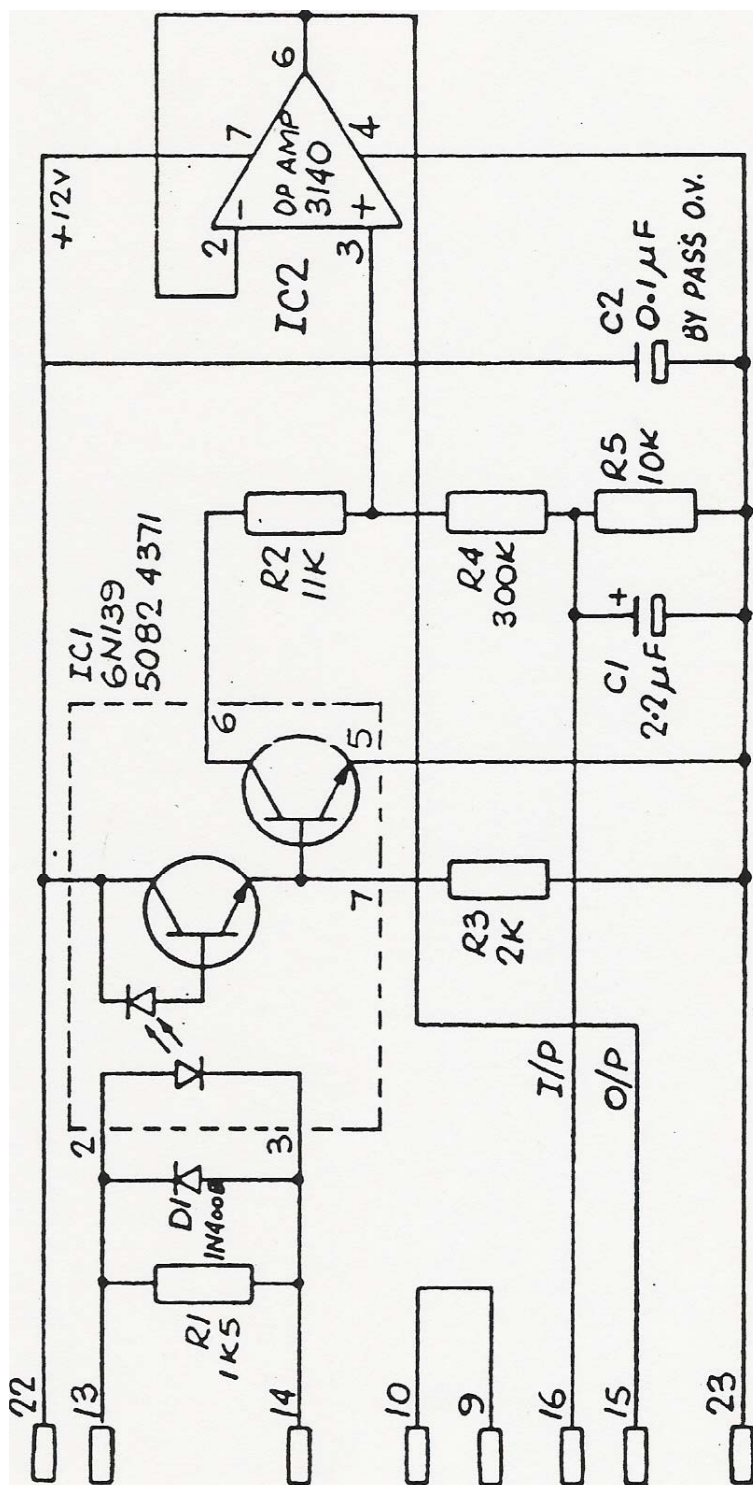 22
13
14
10
9
16
15
23
R1
1K5
D1
2
3
IC1
6N139
5082 4371
6
5
7
I/P
O/P
R3
2K
R2
11K
R4
300K
C1
+
2.2µF
R5
10K
C2
0.1µF
BY PASS O.V.
+12V
IC2
2
3
-
+
OP AMP
3140
7
4
6